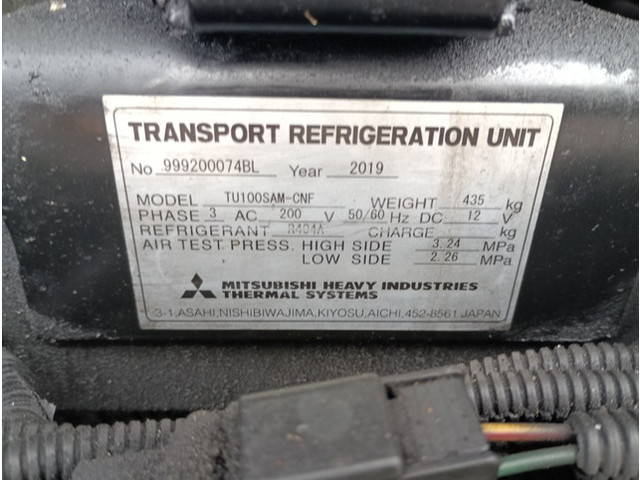 TRANSPORT REFRIGERATION UNIT
No 999200074BL Year 2019
MODEL TU100SAM-CNF WEIGHT 435 kg
PHASE 3 AC 200 V 50/60 Hz DC 12 V
REFRIGERANT R404A CHARGE kg
AIR TEST PRESS. HIGH SIDE 3.24 MPa
LOW SIDE 2.26 MPa
MITSUBISHI HEAVY INDUSTRIES
THERMAL SYSTEMS
3-1, ASAHI, NISHIBIWAJIMA, KIYOSU, AICHI, 452-8561, JAPAN